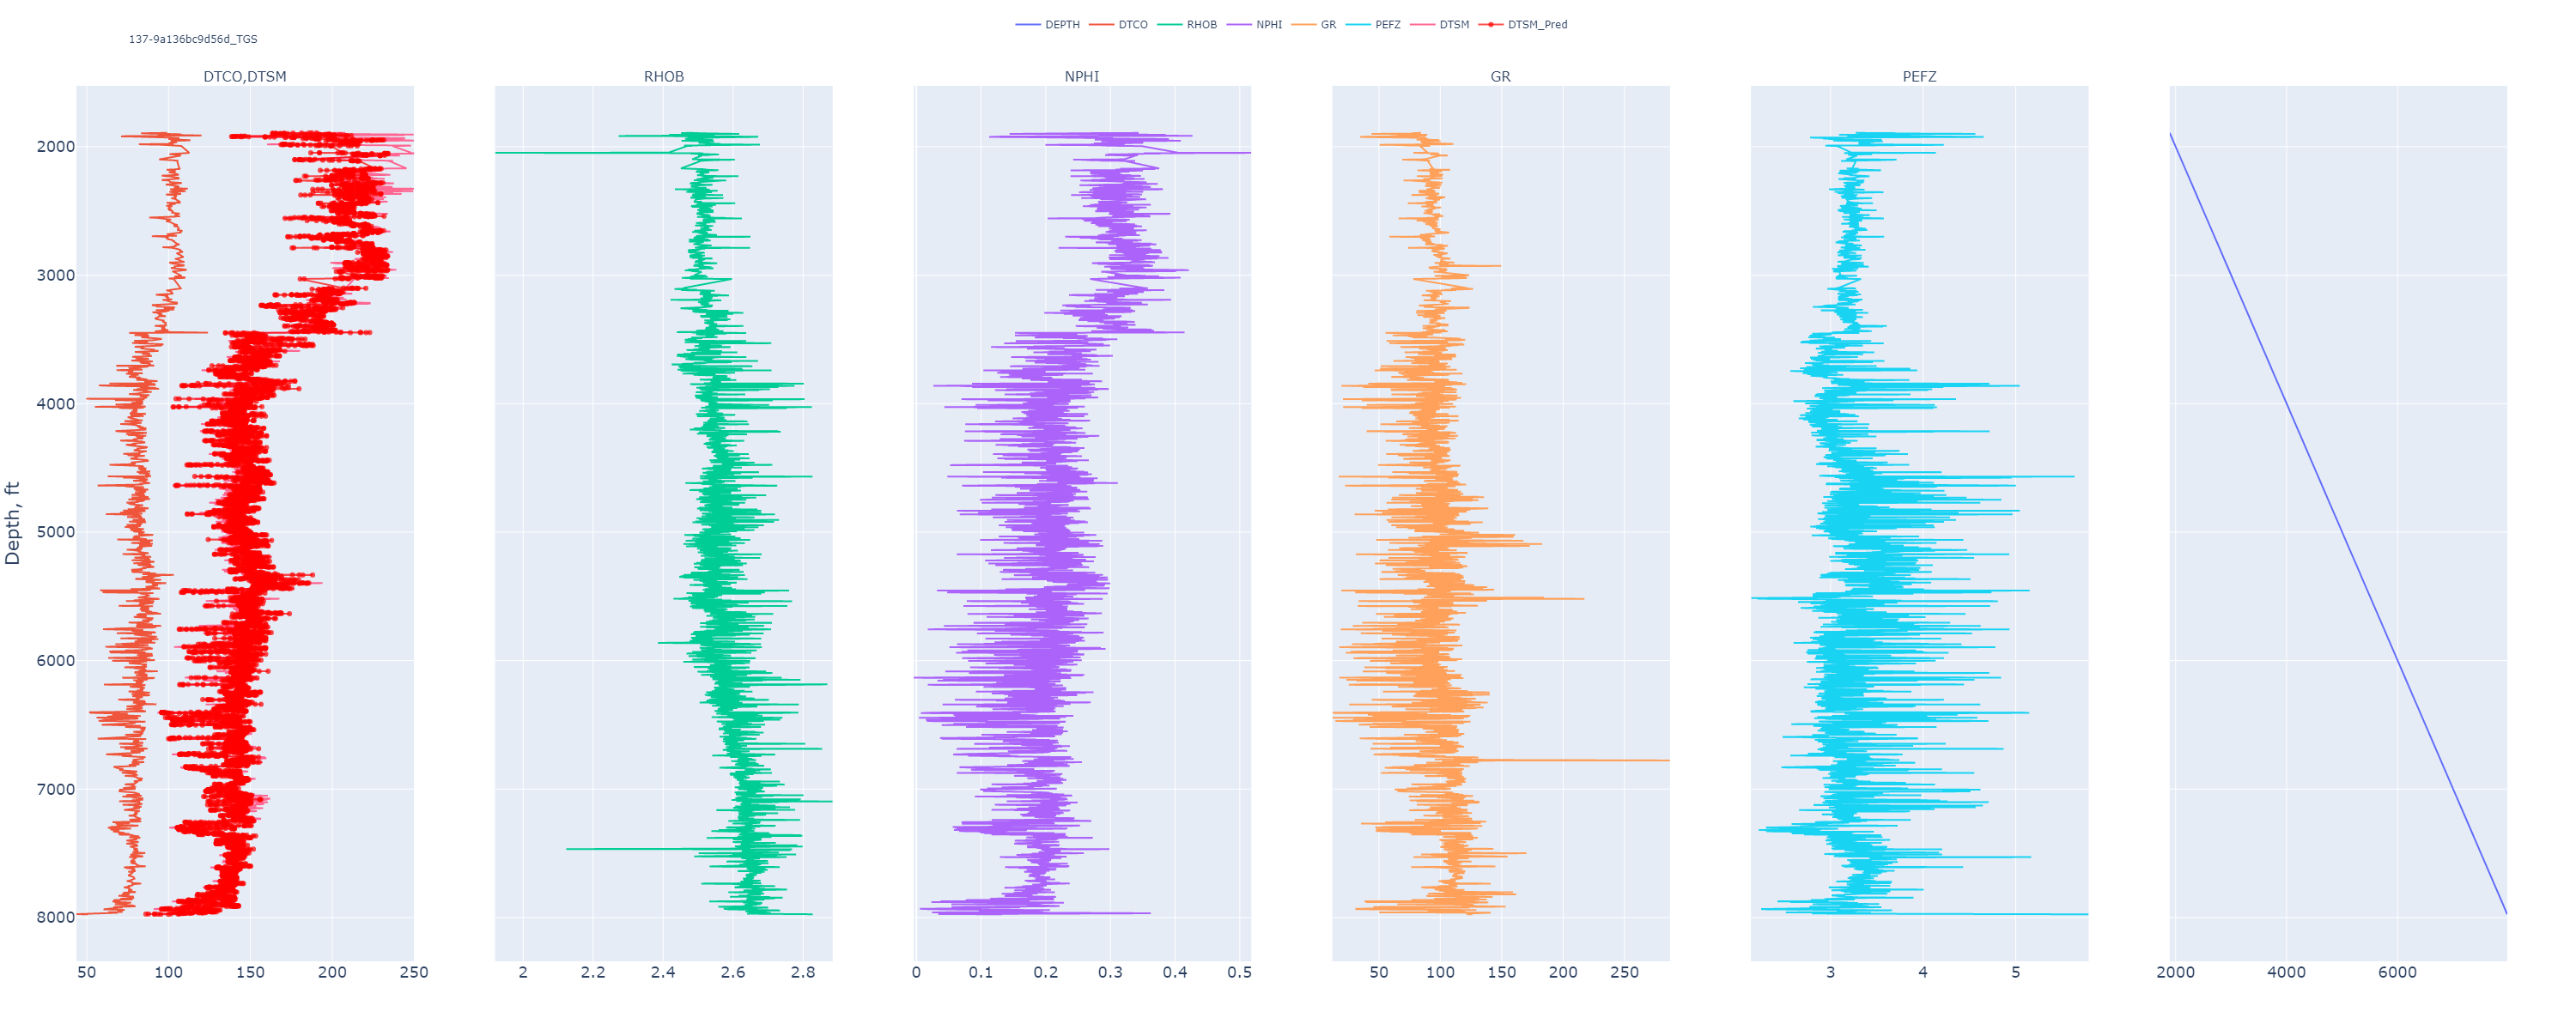 DEPTH DTCO RHOB NPHI GR PEFZ DTSM DTSM_Pred
137-9a136bc9d56d_TGS
DTCO,DTSM RHOB NPHI GR PEFZ
2000
3000
4000
5000
6000
7000
8000
Depth, ft
50 100 150 200 250 2 2.2 2.4 2.6 2.8 0 0.1 0.2 0.3 0.4 0.5 50 100 150 200 250 3 4 5 2000 4000 6000